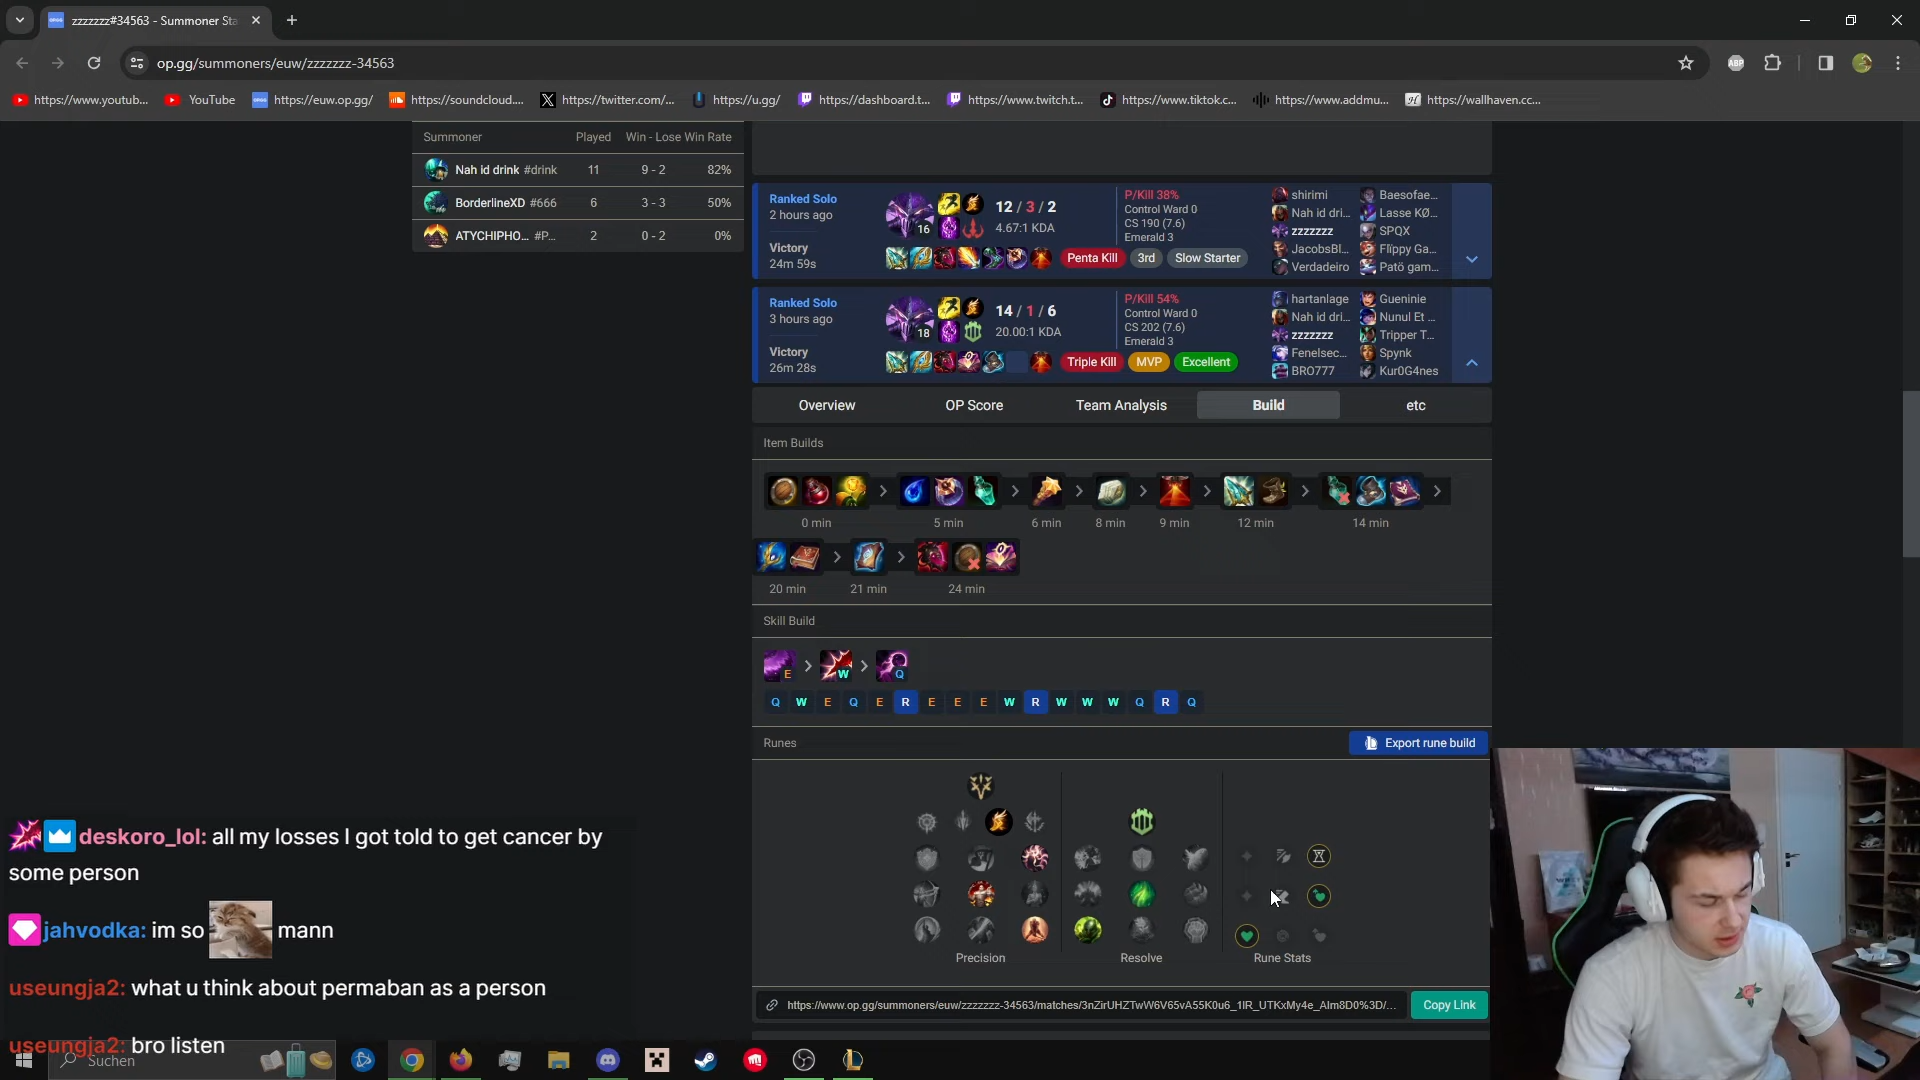 zzzzzzz#34563 - Summoner Sta
op.gg/summoners/euw/zzzzzzz-34563
ABP
https://www.youtub...
YouTube
https://euw.op.gg/
https://soundcloud....
https://twitter.com/...
https://u.gg/
https://dashboard.t...
https://www.twitch.t...
https://www.tiktok.c...
https://www.addmu...
https://wallhaven.cc...
Summoner Played Win - Lose Win Rate
Nah id drink #drink 11 9 - 2 82%
BorderlineXD #666 6 3 - 3 50%
ATYCHIPHO... #P... 2 0 - 2 0%
Ranked Solo
2 hours ago
Victory
24m 59s
16
12 / 3 / 2
4.67:1 KDA
P/Kill 38%
Control Ward 0
CS 190 (7.6)
Emerald 3
Penta Kill 3rd Slow Starter
shirimi Baesofae...
Nah id dri... Lasse KØ...
zzzzzzz SPQX
JacobsBl... Flïppy Ga...
Verdadeiro Patö gam...
Ranked Solo
3 hours ago
Victory
26m 28s
18
14 / 1 / 6
20.00:1 KDA
P/Kill 54%
Control Ward 0
CS 202 (7.6)
Emerald 3
Triple Kill MVP Excellent
hartanlage Gueninie
Nah id dri... Nunul Et ...
zzzzzzz Tripper T...
Fenelsec... Spynk
BRO777 Kur0G4nes
Overview OP Score Team Analysis Build etc
Item Builds
0 min 5 min 6 min 8 min 9 min 12 min 14 min
20 min 21 min 24 min
Skill Build
E W Q
Q W E Q E R E E E W R W W W Q R Q
Runes
Export rune build
Precision Resolve Rune Stats
https://www.op.gg/summoners/euw/zzzzzzz-34563/matches/3nZirUHZTwW6V65vA55K0u6_1lR_UTKxMy4e_Alm8D0%3D/...
Copy Link
deskoro_lol: all my losses I got told to get cancer by
some person
jahvodka: im so mann
useungja2: what u think about permaban as a person
useungja2: bro listen
Suchen